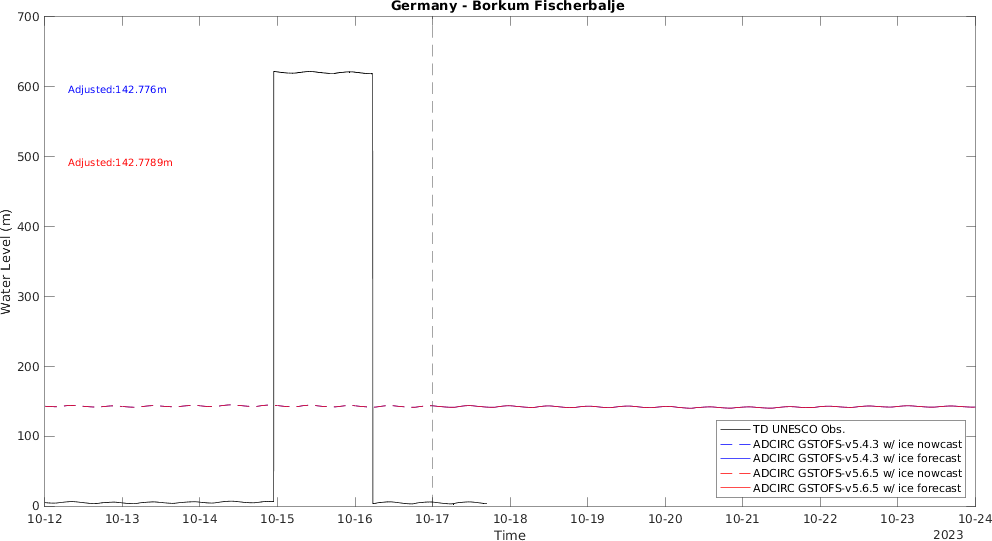 Germany - Borkum Fischerbalje
700
600
500
400
300
200
100
0
Water Level (m)
Adjusted:142.776m
Adjusted:142.7789m
TD UNESCO Obs.
ADCIRC GSTOFS-v5.4.3 w/ ice nowcast
ADCIRC GSTOFS-v5.4.3 w/ ice forecast
ADCIRC GSTOFS-v5.6.5 w/ ice nowcast
ADCIRC GSTOFS-v5.6.5 w/ ice forecast
10-12 10-13 10-14 10-15 10-16 10-17 10-18 10-19 10-20 10-21 10-22 10-23 10-24
Time
2023